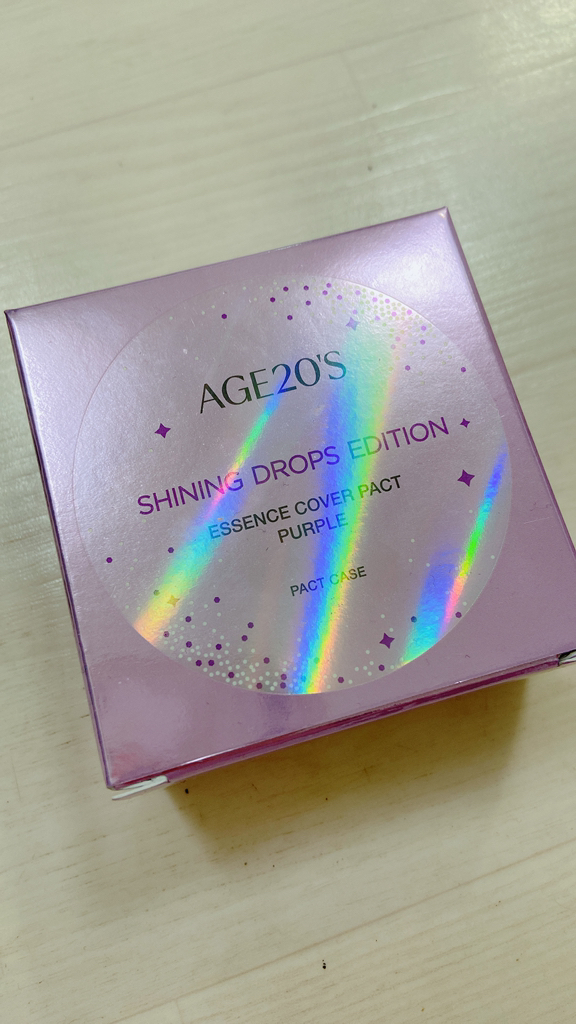 AGE20'S
SHINING DROPS EDITION
ESSENCE COVER PACT
PURPLE
PACT CASE